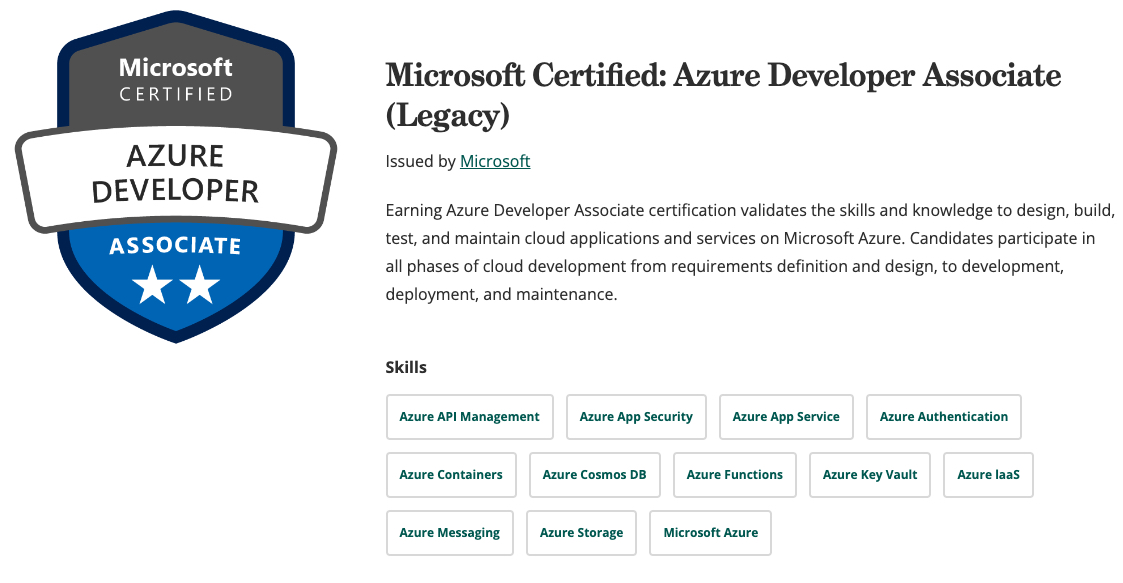 Microsoft
CERTIFIED
AZURE
DEVELOPER
ASSOCIATE
Microsoft Certified: Azure Developer Associate
(Legacy)
Issued by Microsoft
Earning Azure Developer Associate certification validates the skills and knowledge to design, build,
test, and maintain cloud applications and services on Microsoft Azure. Candidates participate in
all phases of cloud development from requirements definition and design, to development,
deployment, and maintenance.
Skills
Azure API Management Azure App Security Azure App Service Azure Authentication
Azure Containers Azure Cosmos DB Azure Functions Azure Key Vault Azure IaaS
Azure Messaging Azure Storage Microsoft Azure